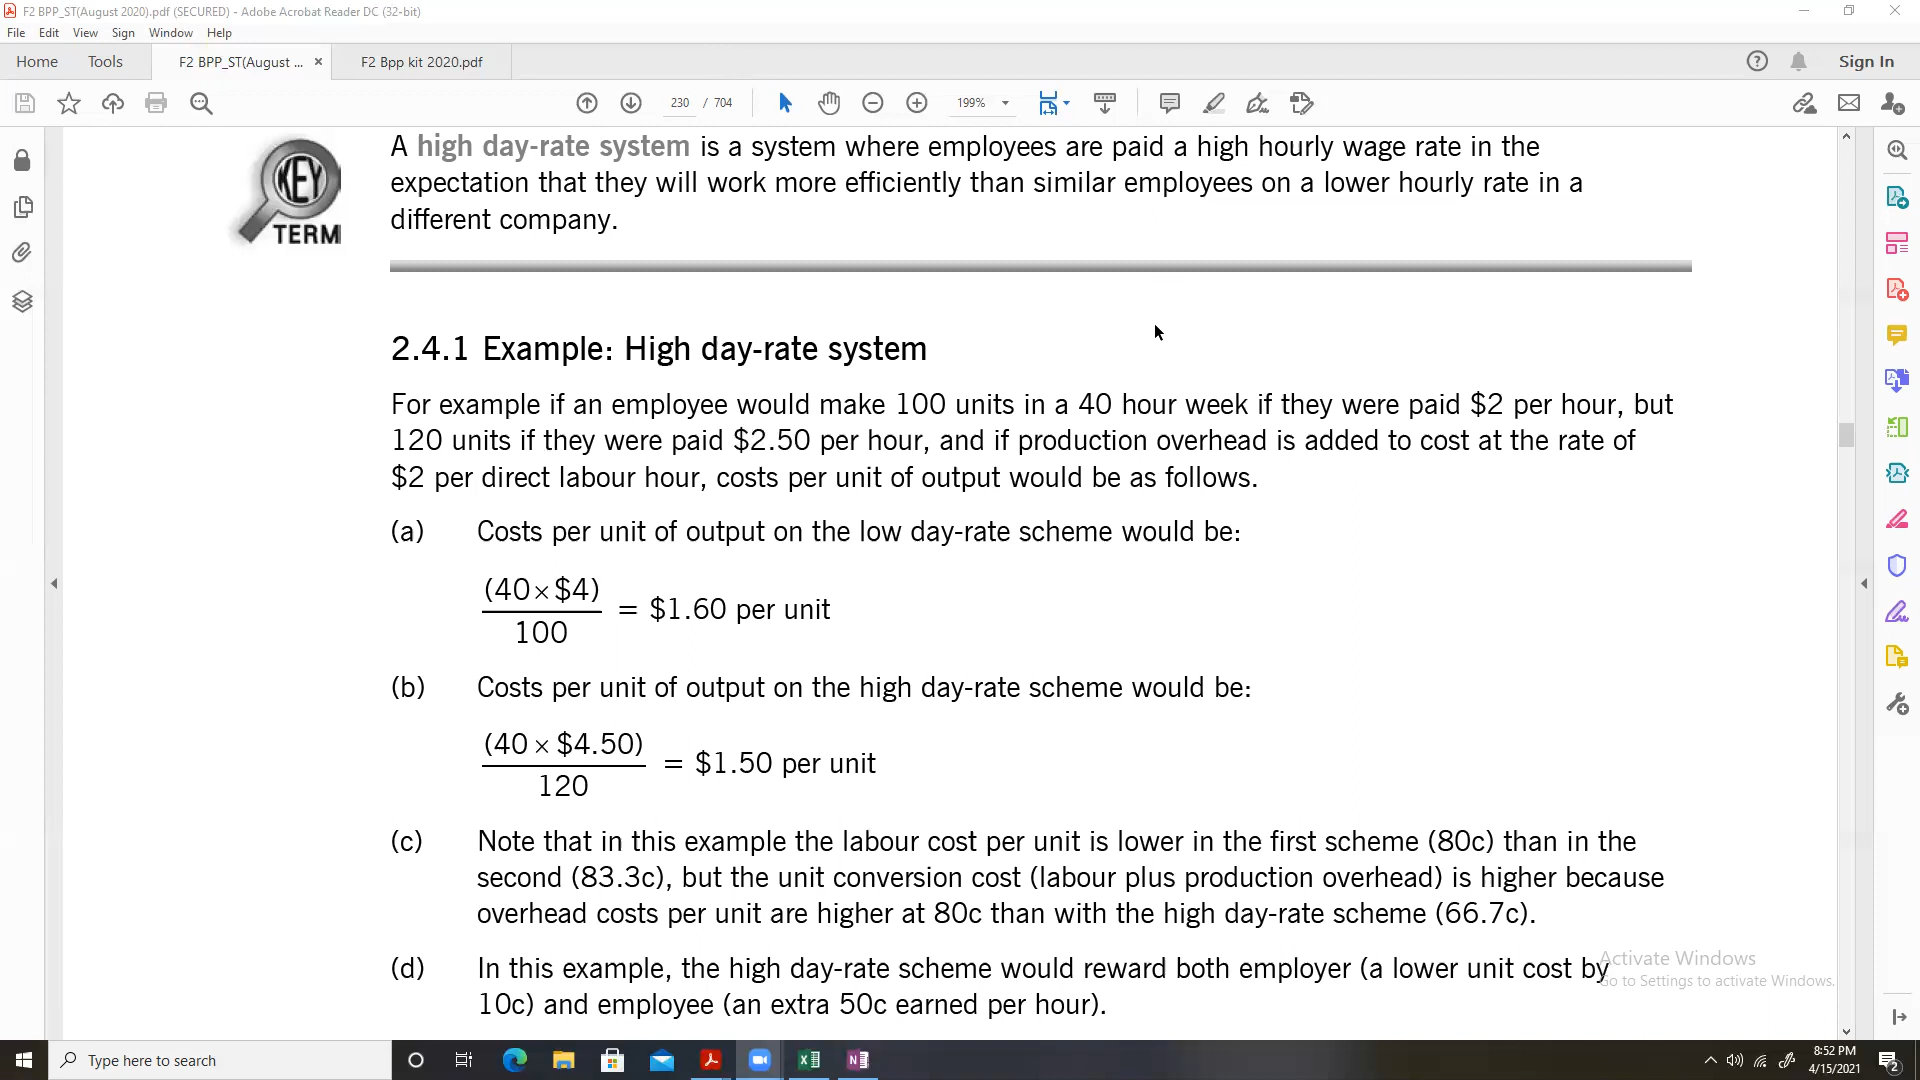 F2 BPP_ST(August 2020).pdf (SECURED) - Adobe Acrobat Reader DC (32-bit)
File Edit View Sign Window Help
Home Tools F2 BPP_ST(August ... × F2 Bpp kit 2020.pdf Sign In
230 / 704 199%
KEY
TERM
A high day-rate system is a system where employees are paid a high hourly wage rate in the
expectation that they will work more efficiently than similar employees on a lower hourly rate in a
different company.
2.4.1 Example: High day-rate system
For example if an employee would make 100 units in a 40 hour week if they were paid $2 per hour, but
120 units if they were paid $2.50 per hour, and if production overhead is added to cost at the rate of
$2 per direct labour hour, costs per unit of output would be as follows.
(a) Costs per unit of output on the low day-rate scheme would be:
(40×$4)
= $1.60 per unit
100
(b) Costs per unit of output on the high day-rate scheme would be:
(40 × $4.50)
= $1.50 per unit
120
(c) Note that in this example the labour cost per unit is lower in the first scheme (80c) than in the
second (83.3c), but the unit conversion cost (labour plus production overhead) is higher because
overhead costs per unit are higher at 80c than with the high day-rate scheme (66.7c).
(d) In this example, the high day-rate scheme would reward both employer (a lower unit cost by
10c) and employee (an extra 50c earned per hour).
Activate Windows
Go to Settings to activate Windows.
Type here to search
8:52 PM
4/15/2021
2